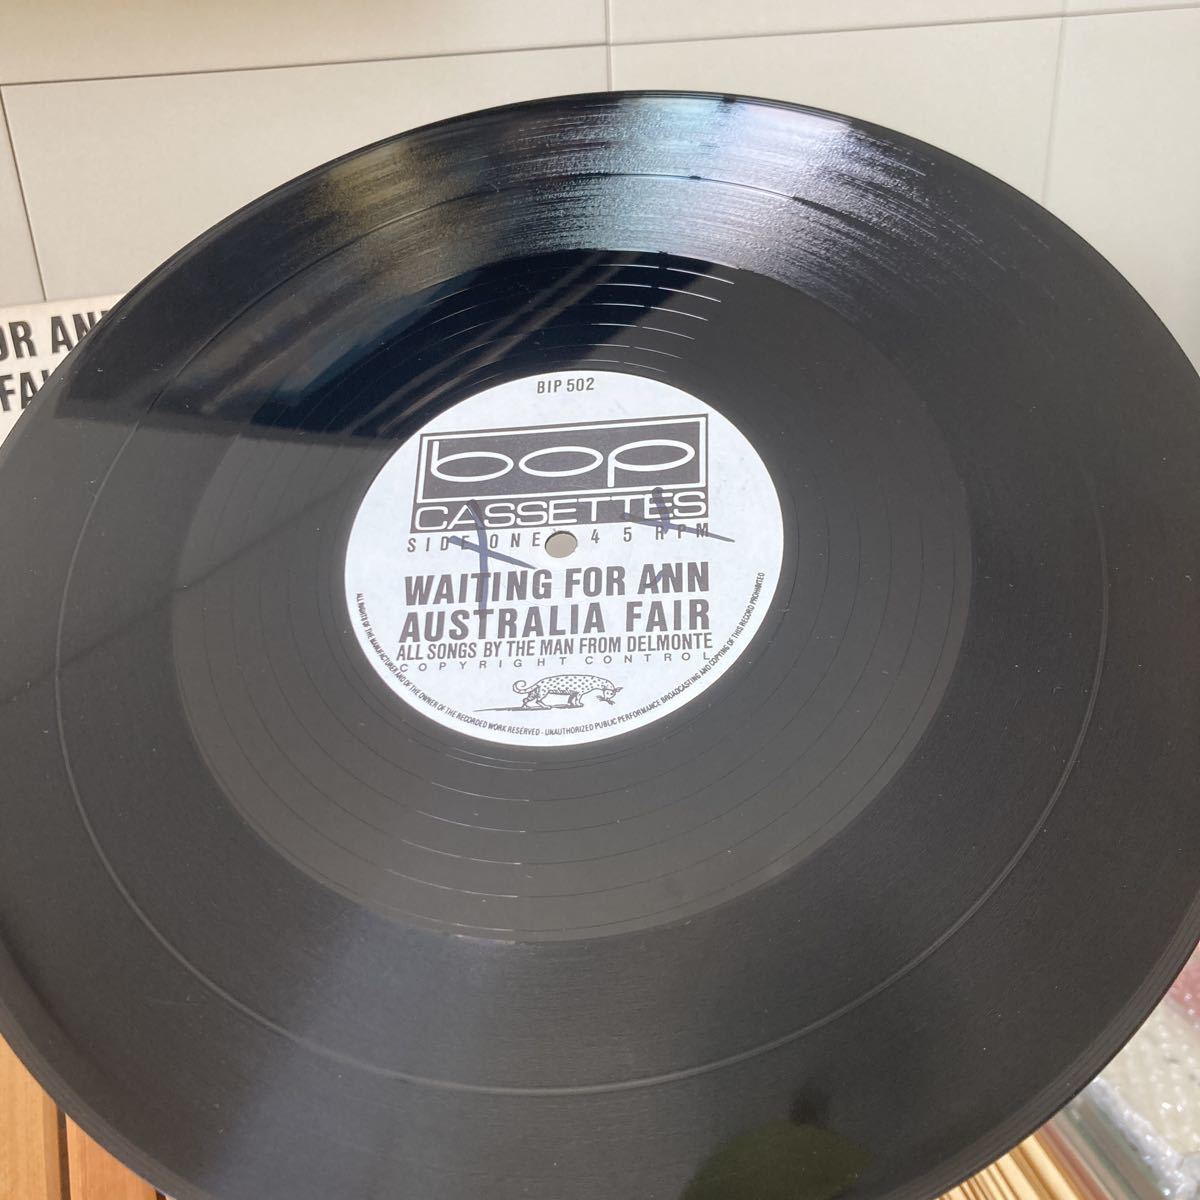 OR AN
FAI
BIP 502
bop
CASSETTES
SIDE ONE 45 RPM
WAITING FOR ANN
AUSTRALIA FAIR
ALL SONGS BY THE MAN FROM DELMONTE
COPYRIGHT CONTROL
ALL RIGHTS OF THE MANUFACTURER AND OF THE OWNER OF THE RECORDED WORK RESERVED - UNAUTHORIZED PUBLIC PERFORMANCE BROADCASTING AND COPYING OF THIS RECORD PROHIBITED